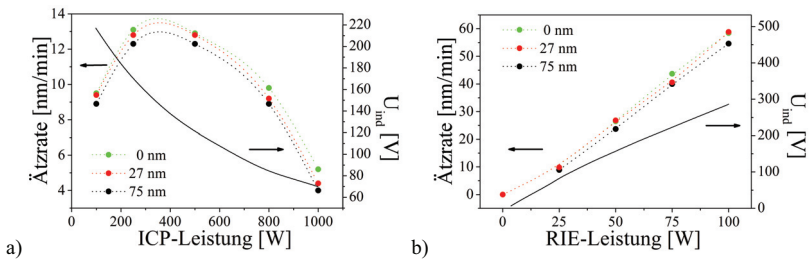 a)
Ätzrate [nm/min]
14
12
10
8
6
4
0 nm
27 nm
75 nm
0 200 400 600 800 1000
ICP-Leistung [W]
220
200
180
160
140
120
100
80
60
U_ind [V]
b)
Ätzrate [nm/min]
60
50
40
30
20
10
0
0 nm
27 nm
75 nm
0 25 50 75 100
RIE-Leistung [W]
500
400
300
200
100
0
U_ind [V]